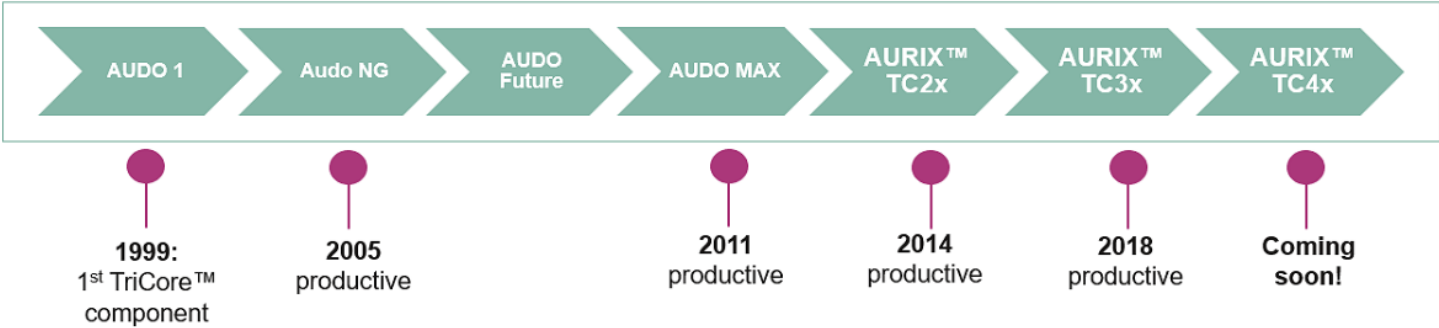 AUDO 1
Audo NG
AUDO
Future
AUDO MAX
AURIX™
TC2x
AURIX™
TC3x
AURIX™
TC4x
1999:
1st TriCore™
component
2005
productive
2011
productive
2014
productive
2018
productive
Coming
soon!